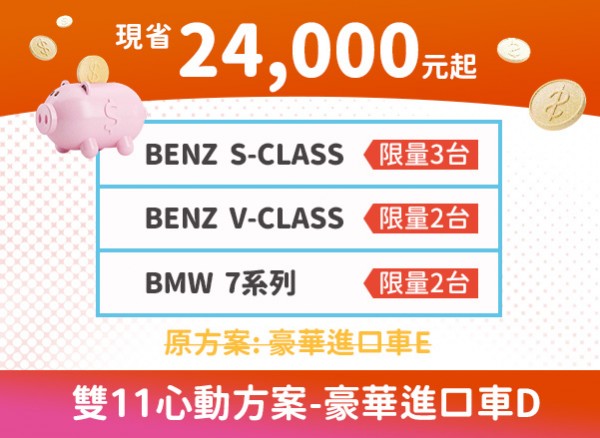 現省24,000元起
BENZ S-CLASS 限量3台
BENZ V-CLASS 限量2台
BMW 7系列 限量2台
原方案:豪華進口車E
雙11心動方案-豪華進口車D